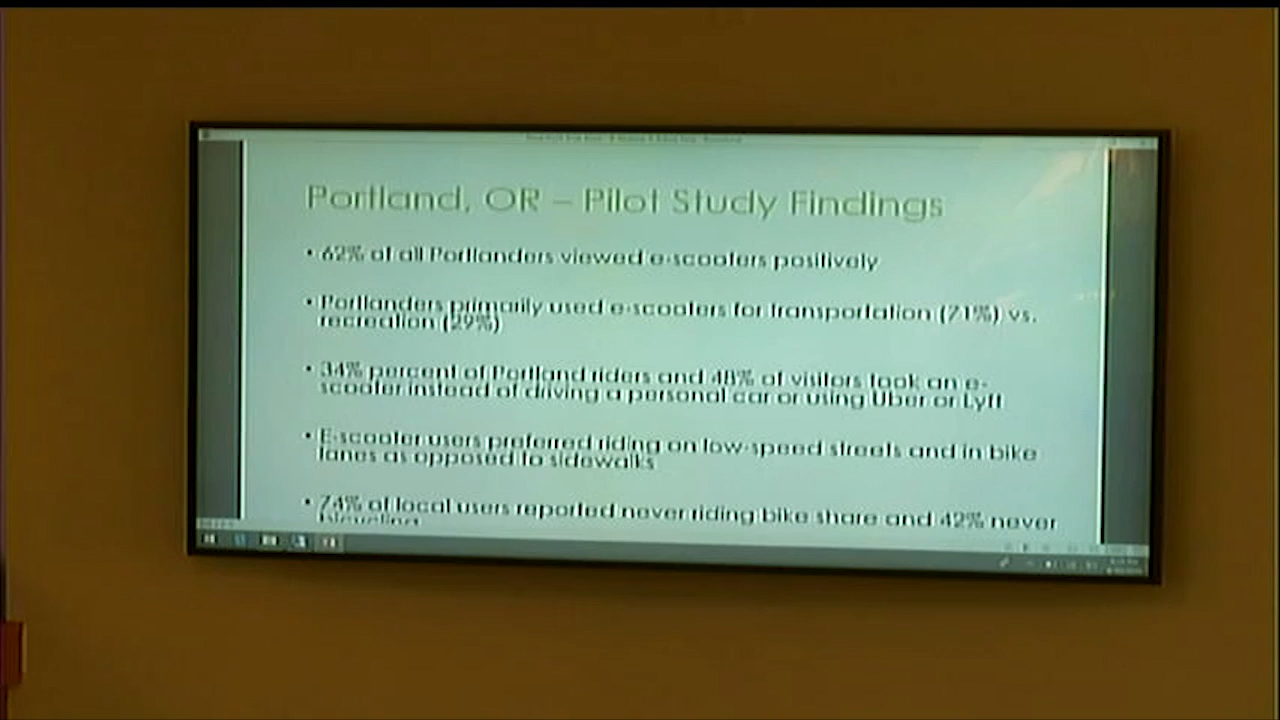 Portland, OR – Pilot Study Findings
• 62% of all Portlanders viewed e-scooters positively
• Portlanders primarily used e-scooters for transportation (71%) vs.
recreation (29%)
• 34% percent of Portland riders and 48% of visitors took an e-
scooter instead of driving a personal car or using Uber or Lyft
• E-scooter users preferred riding on low-speed streets and in bike
lanes as opposed to sidewalks
• 74% of local users reported never riding bike share and 42% never
bicycling